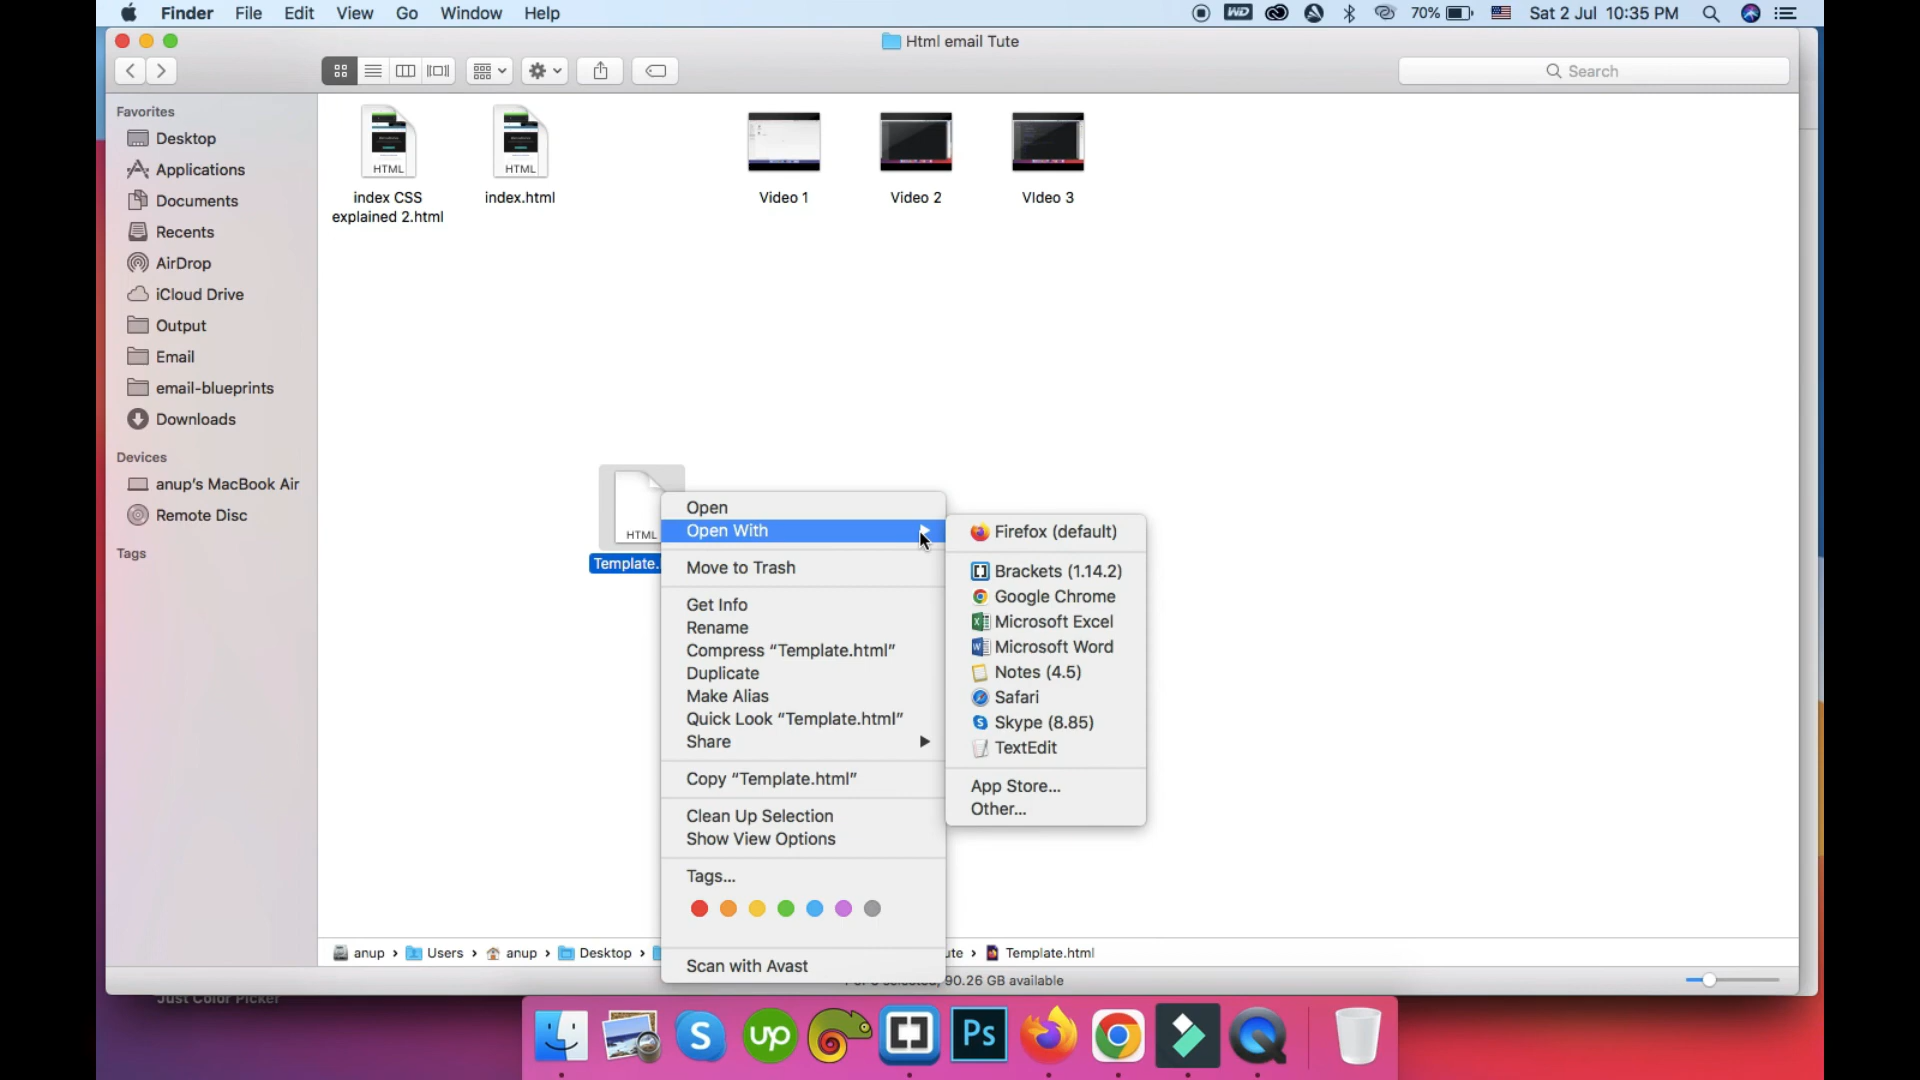 Finder File Edit View Go Window Help
WD 70% Sat 2 Jul 10:35 PM
Html email Tute
Search
Favorites
Desktop
Applications
Documents
Recents
AirDrop
iCloud Drive
Output
Email
email-blueprints
Downloads
Devices
anup's MacBook Air
Remote Disc
Tags
HTML
index CSS
explained 2.html
HTML
index.html
Video 1
Video 2
VIdeo 3
HTML
Template.
Open
Open With
Move to Trash
Get Info
Rename
Compress “Template.html”
Duplicate
Make Alias
Quick Look “Template.html”
Share
Copy “Template.html”
Clean Up Selection
Show View Options
Tags...
Scan with Avast
Firefox (default)
Brackets (1.14.2)
Google Chrome
Microsoft Excel
Microsoft Word
Notes (4.5)
Safari
Skype (8.85)
TextEdit
App Store...
Other...
anup › Users › anup › Desktop ›
ute › Template.html
90.26 GB available
Just Color Picker
S
up
Ps